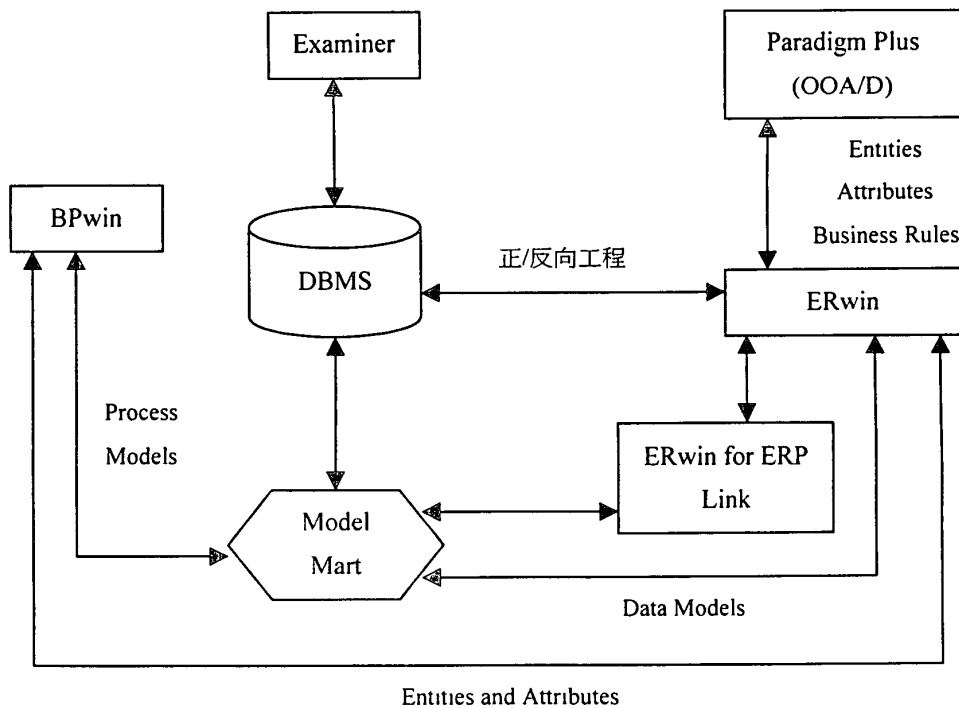 Examiner
Paradigm Plus
(OOA/D)
Entities
Attributes
Business Rules
BPwin
DBMS
正/反向工程
ERwin
Process
Models
ERwin for ERP
Link
Model
Mart
Data Models
Entities and Attributes